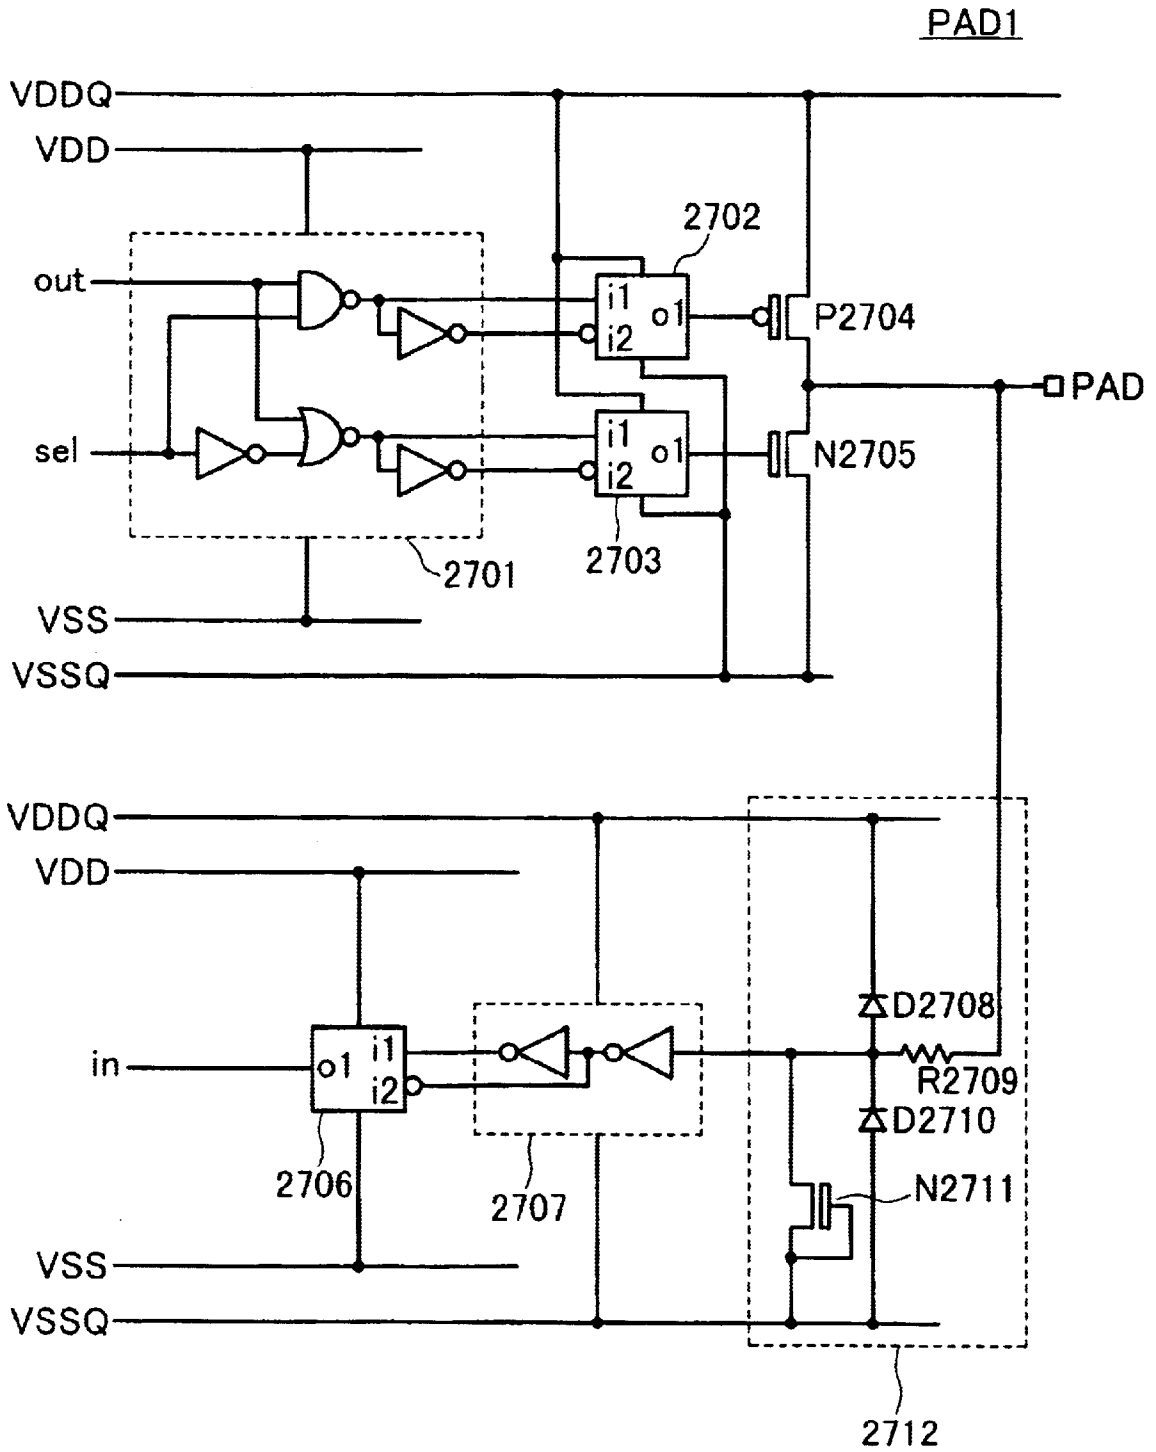 PAD1
VDDQ
VDD
2702
out
i1
o1
i2
P2704
PAD
sel
i1
o1
i2
N2705
2701
2703
VSS
VSSQ
VDDQ
VDD
D2708
in
o1
i1
i2
R2709
D2710
2706
2707
N2711
VSS
VSSQ
2712